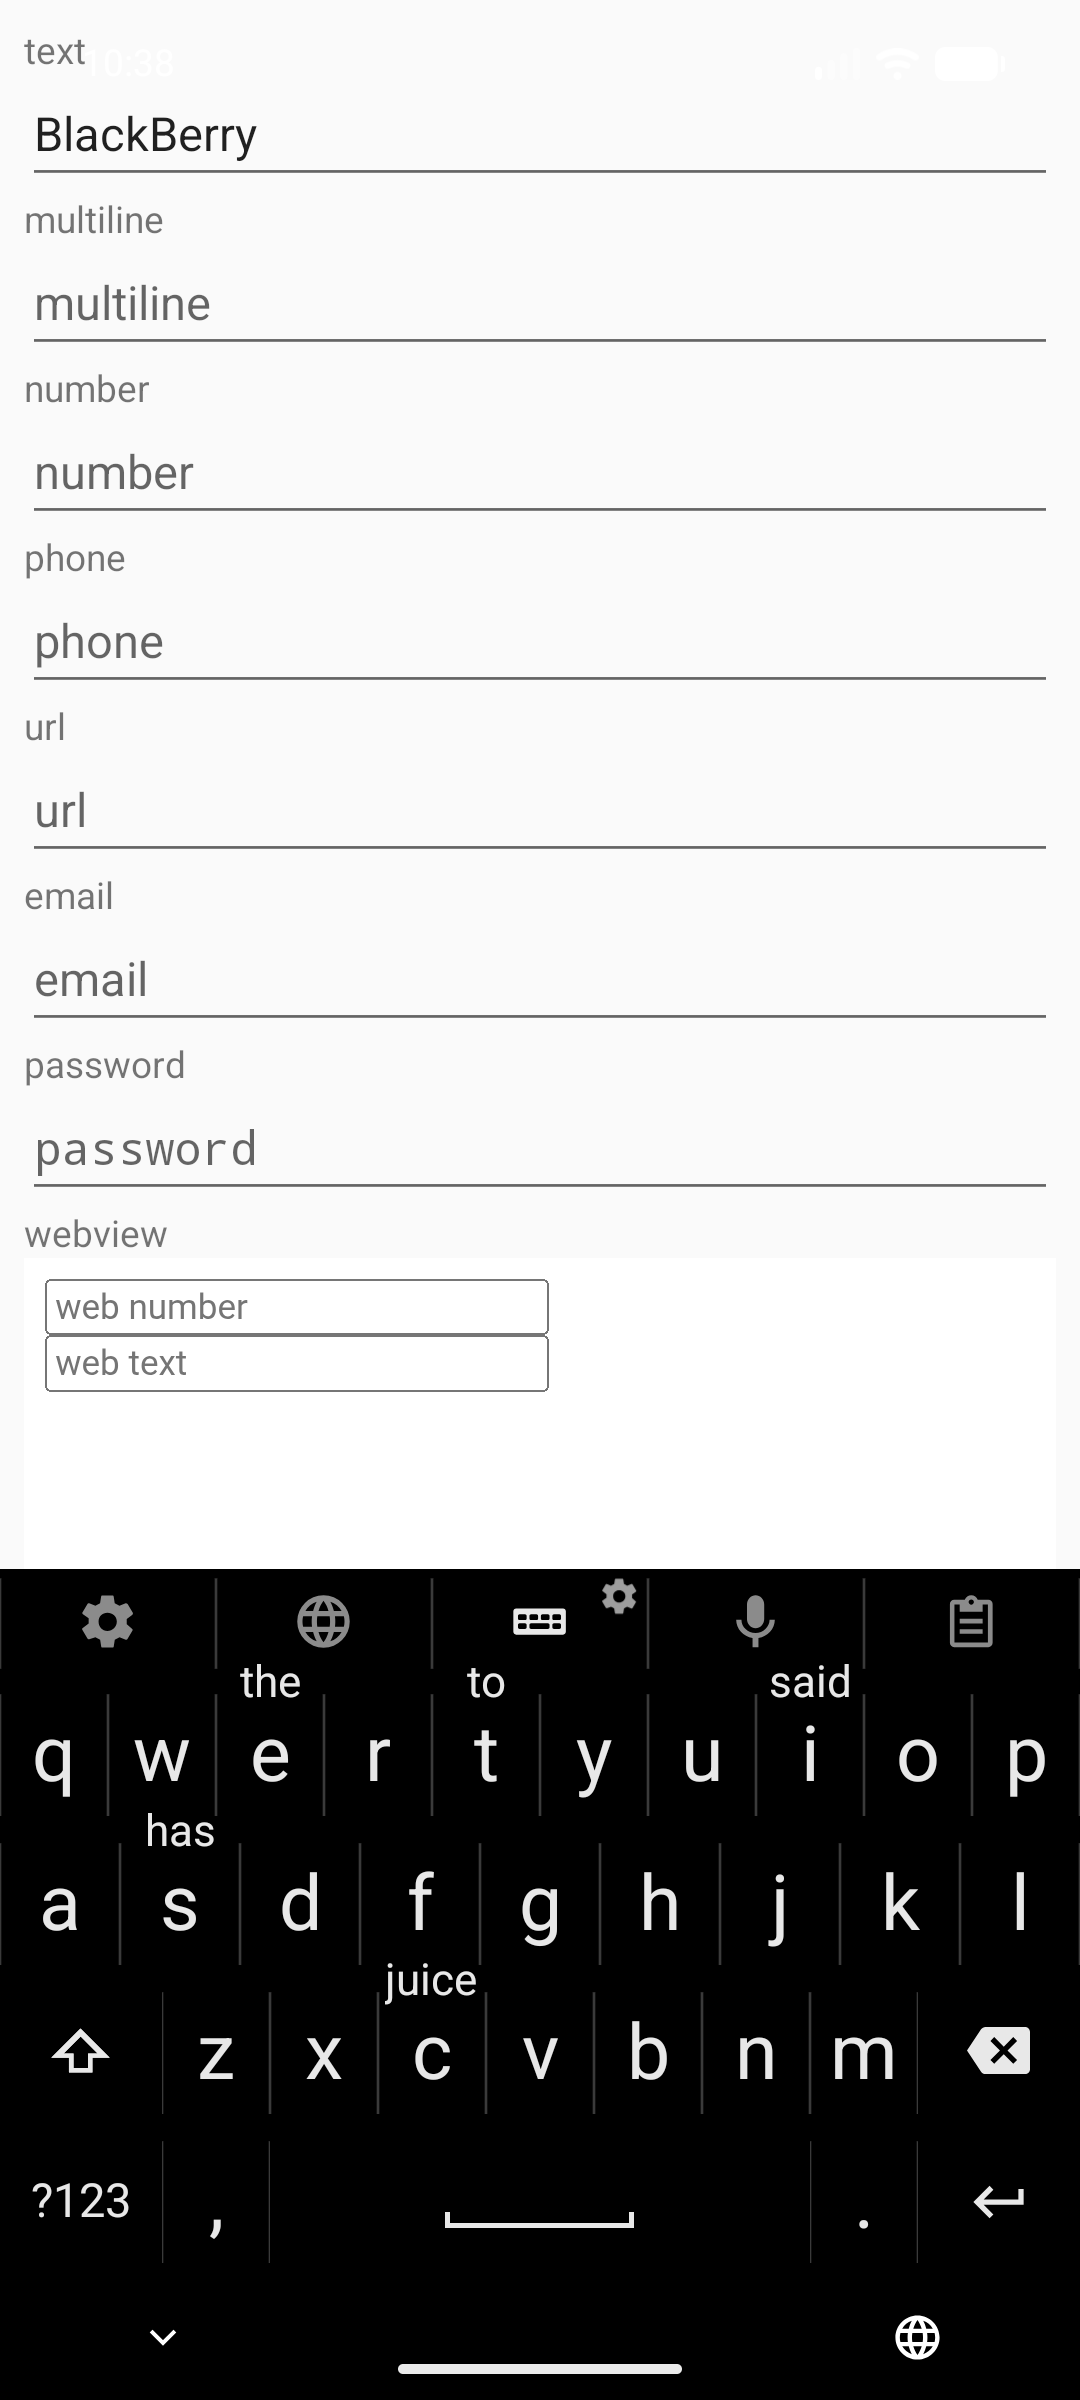 text 10:38
BlackBerry
multiline
multiline
number
number
phone
phone
url
url
email
email
password
password
webview
web number
web text
the to said
q w e r t y u i o p
has
a s d f g h j k l
juice
z x c v b n m
?123 , .